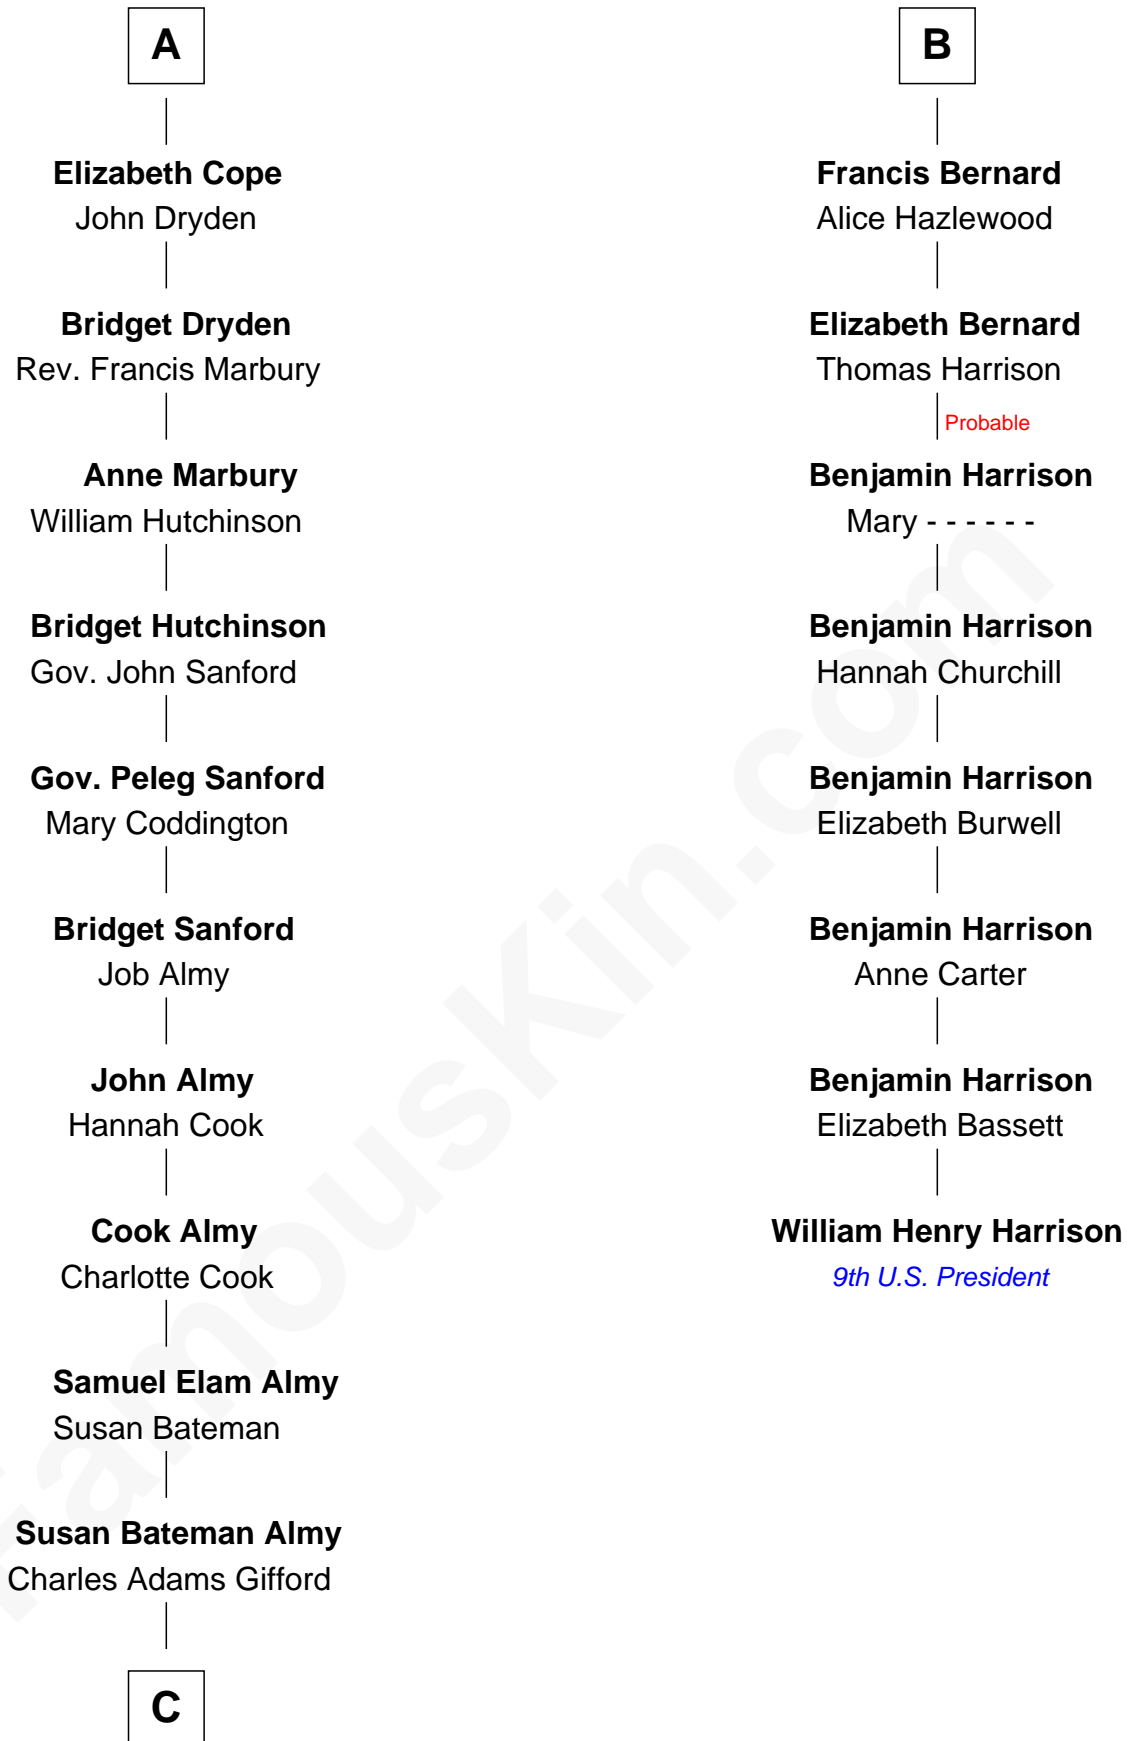 A
Elizabeth Cope
John Dryden
Bridget Dryden
Rev. Francis Marbury
Anne Marbury
William Hutchinson
Bridget Hutchinson
Gov. John Sanford
Gov. Peleg Sanford
Mary Coddington
Bridget Sanford
Job Almy
John Almy
Hannah Cook
Cook Almy
Charlotte Cook
Samuel Elam Almy
Susan Bateman
Susan Bateman Almy
Charles Adams Gifford
C
B
Francis Bernard
Alice Hazlewood
Elizabeth Bernard
Thomas Harrison
Probable
Benjamin Harrison
Mary - - - - - -
Benjamin Harrison
Hannah Churchill
Benjamin Harrison
Elizabeth Burwell
Benjamin Harrison
Anne Carter
Benjamin Harrison
Elizabeth Bassett
William Henry Harrison
9th U.S. President
FamousKin.com